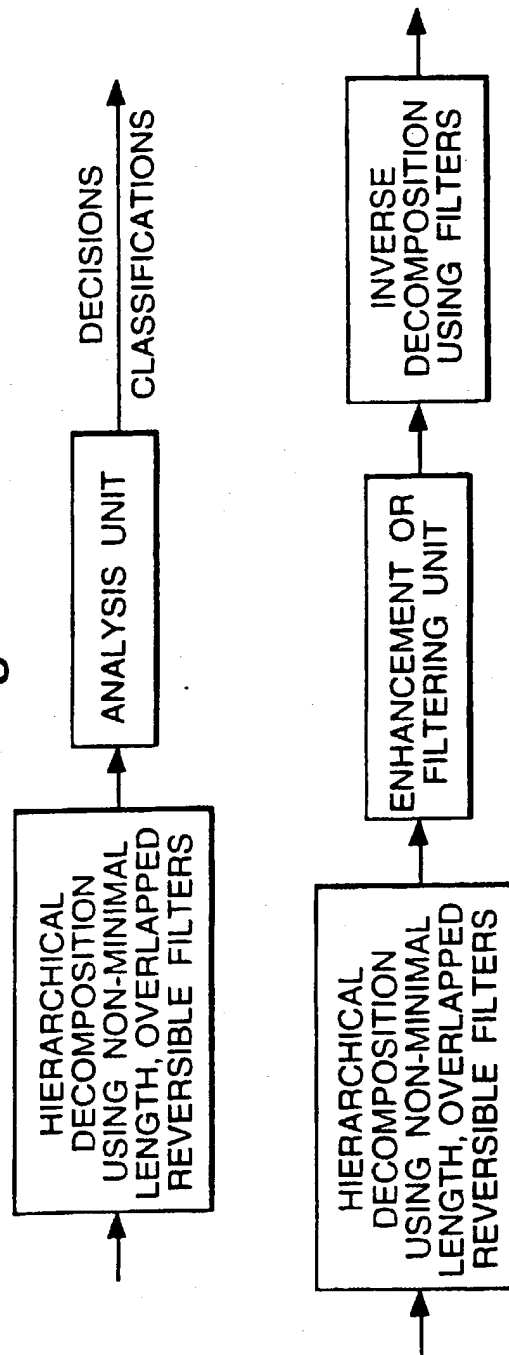 HIERARCHICAL
DECOMPOSITION
USING NON-MINIMAL
LENGTH, OVERLAPPED
REVERSIBLE FILTERS
ANALYSIS UNIT
DECISIONS
CLASSIFICATIONS
HIERARCHICAL
DECOMPOSITION
USING NON-MINIMAL
LENGTH, OVERLAPPED
REVERSIBLE FILTERS
ENHANCEMENT OR
FILTERING UNIT
INVERSE
DECOMPOSITION
USING FILTERS